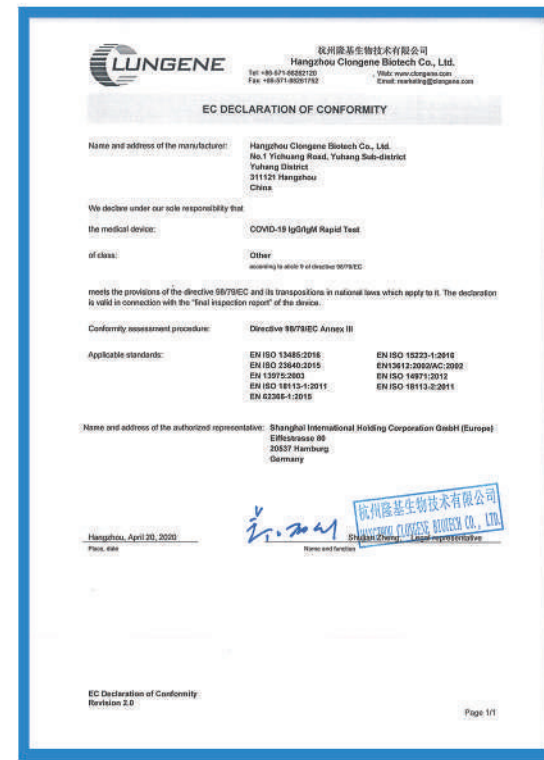 CLUNGENE
杭州隆基生物技术有限公司
Hangzhou Clongene Biotech Co., Ltd.
Tel: +86-571-88262120 Web: www.clongene.com
Fax: +86-571-88261752 Email: marketing@clongene.com
EC DECLARATION OF CONFORMITY
Name and address of the manufacturer: Hangzhou Clongene Biotech Co., Ltd.
No.1 Yichuang Road, Yuhang Sub-district
Yuhang District
311121 Hangzhou
China
We declare under our sole responsibility that
the medical device: COVID-19 IgG/IgM Rapid Test
of class: Other
according to article 9 of directive 98/79/EC
meets the provisions of the directive 98/79/EC and its transpositions in national laws which apply to it. The declaration
is valid in connection with the "final inspection report" of the device.
Conformity assessment procedure: Directive 98/79/EC Annex III
Applicable standards: EN ISO 13485:2016 EN ISO 15223-1:2016
EN ISO 23640:2015 EN13612:2002/AC:2002
EN 13975:2003 EN ISO 14971:2012
EN ISO 18113-1:2011 EN ISO 18113-2:2011
EN 62366-1:2015
Name and address of the authorized representative: Shanghai International Holding Corporation GmbH (Europe)
Eiffestrasse 80
20537 Hamburg
Germany
杭州隆基生物技术有限公司
HANGZHOU CLONGENE BIOTECH CO., LTD.
Hangzhou, April 20, 2020 Shujian Zheng, Legal representative
Place, date Name and function
EC Declaration of Conformity
Revision 2.0
Page 1/1